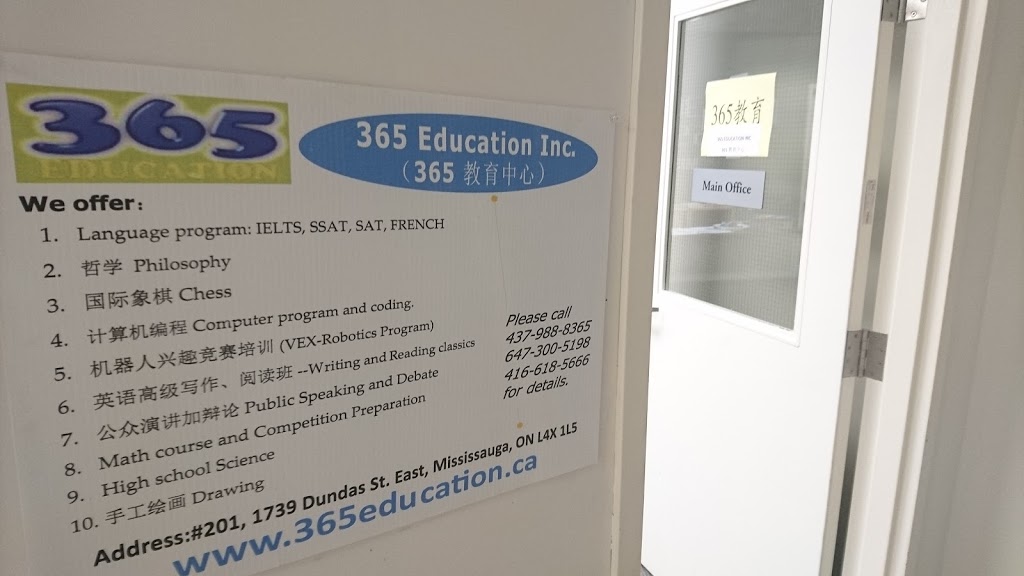 365
EDUCATION
365 Education Inc.
（365 教育中心）
We offer:
1. Language program: IELTS, SSAT, SAT, FRENCH
2. 哲学 Philosophy
3. 国际象棋 Chess
4. 计算机编程 Computer program and coding.
5. 机器人兴趣竞赛培训 (VEX-Robotics Program)
6. 英语高级写作、阅读班 --Writing and Reading classics
7. 公众演讲加辩论 Public Speaking and Debate
8. Math course and Competition Preparation
9. High school Science
10. 手工绘画 Drawing
Please call
437-988-8365
647-300-5198
416-618-5666
for details.
Address:#201, 1739 Dundas St. East, Mississauga, ON L4X 1L5
www.365education.ca
365教育
365 EDUCATION INC
Main Office